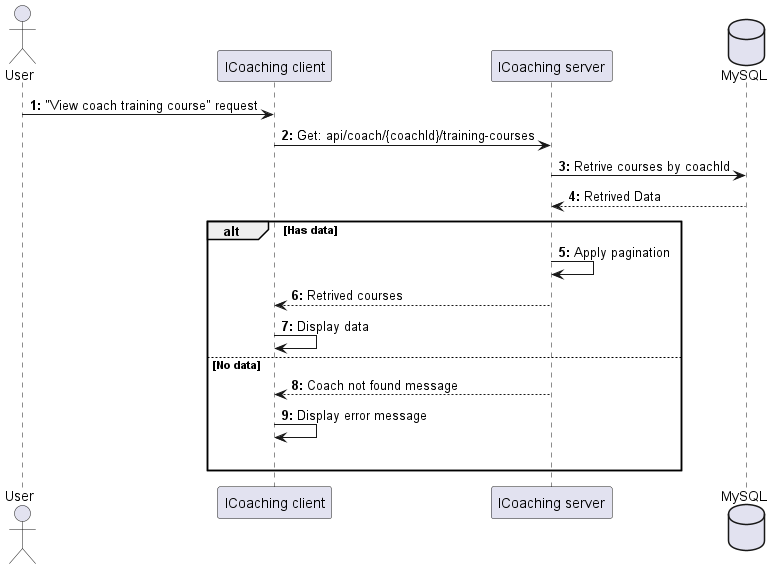 User
ICoaching client
ICoaching server
MySQL
1: "View coach training course" request
2: Get: api/coach/{coachId}/training-courses
3: Retrive courses by coachId
4: Retrived Data
alt [Has data]
5: Apply pagination
6: Retrived courses
7: Display data
[No data]
8: Coach not found message
9: Display error message
User
ICoaching client
ICoaching server
MySQL